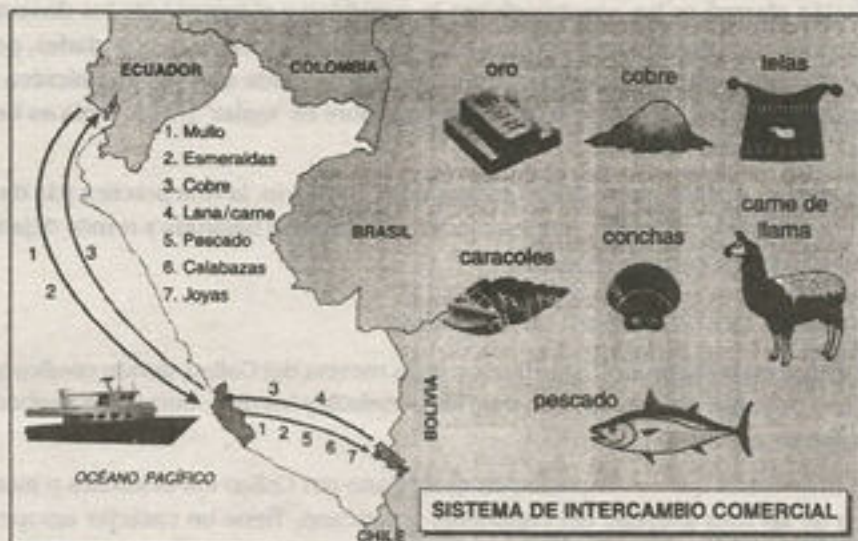 ECUADOR
COLOMBIA
1. Mullo
2. Esmeraldas
3. Cobre
4. Lana/carne
5. Pescado
6. Calabazas
7. Joyas
BRASIL
BOLIVIA
CHILE
OCÉANO PACÍFICO
1
2
3
3 4
1 2 5 6 7
oro
cobre
telas
caracoles
conchas
carne de
llama
pescado
SISTEMA DE INTERCAMBIO COMERCIAL